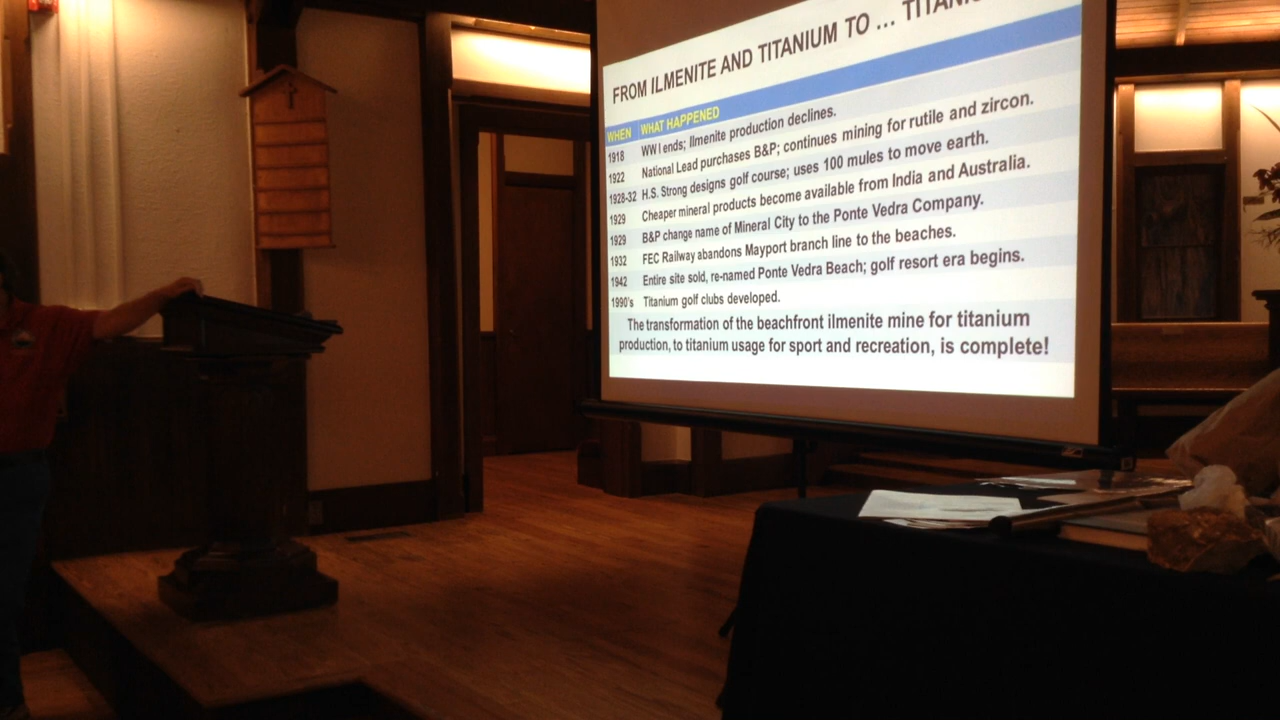 FROM ILMENITE AND TITANIUM TO ...
WHEN WHAT HAPPENED
1918 WW I ends; Ilmenite production declines.
1922 National Lead purchases B&P; continues mining for rutile and zircon.
1928-32 H.S. Strong designs golf course; uses 100 mules to move earth.
1929 Cheaper mineral products become available from India and Australia.
1929 B&P change name of Mineral City to the Ponte Vedra Company.
1932 FEC Railway abandons Mayport branch line to the beaches.
1942 Entire site sold, re-named Ponte Vedra Beach; golf resort era begins.
1990's Titanium golf clubs developed.
The transformation of the beachfront ilmenite mine for titanium
production, to titanium usage for sport and recreation, is complete!